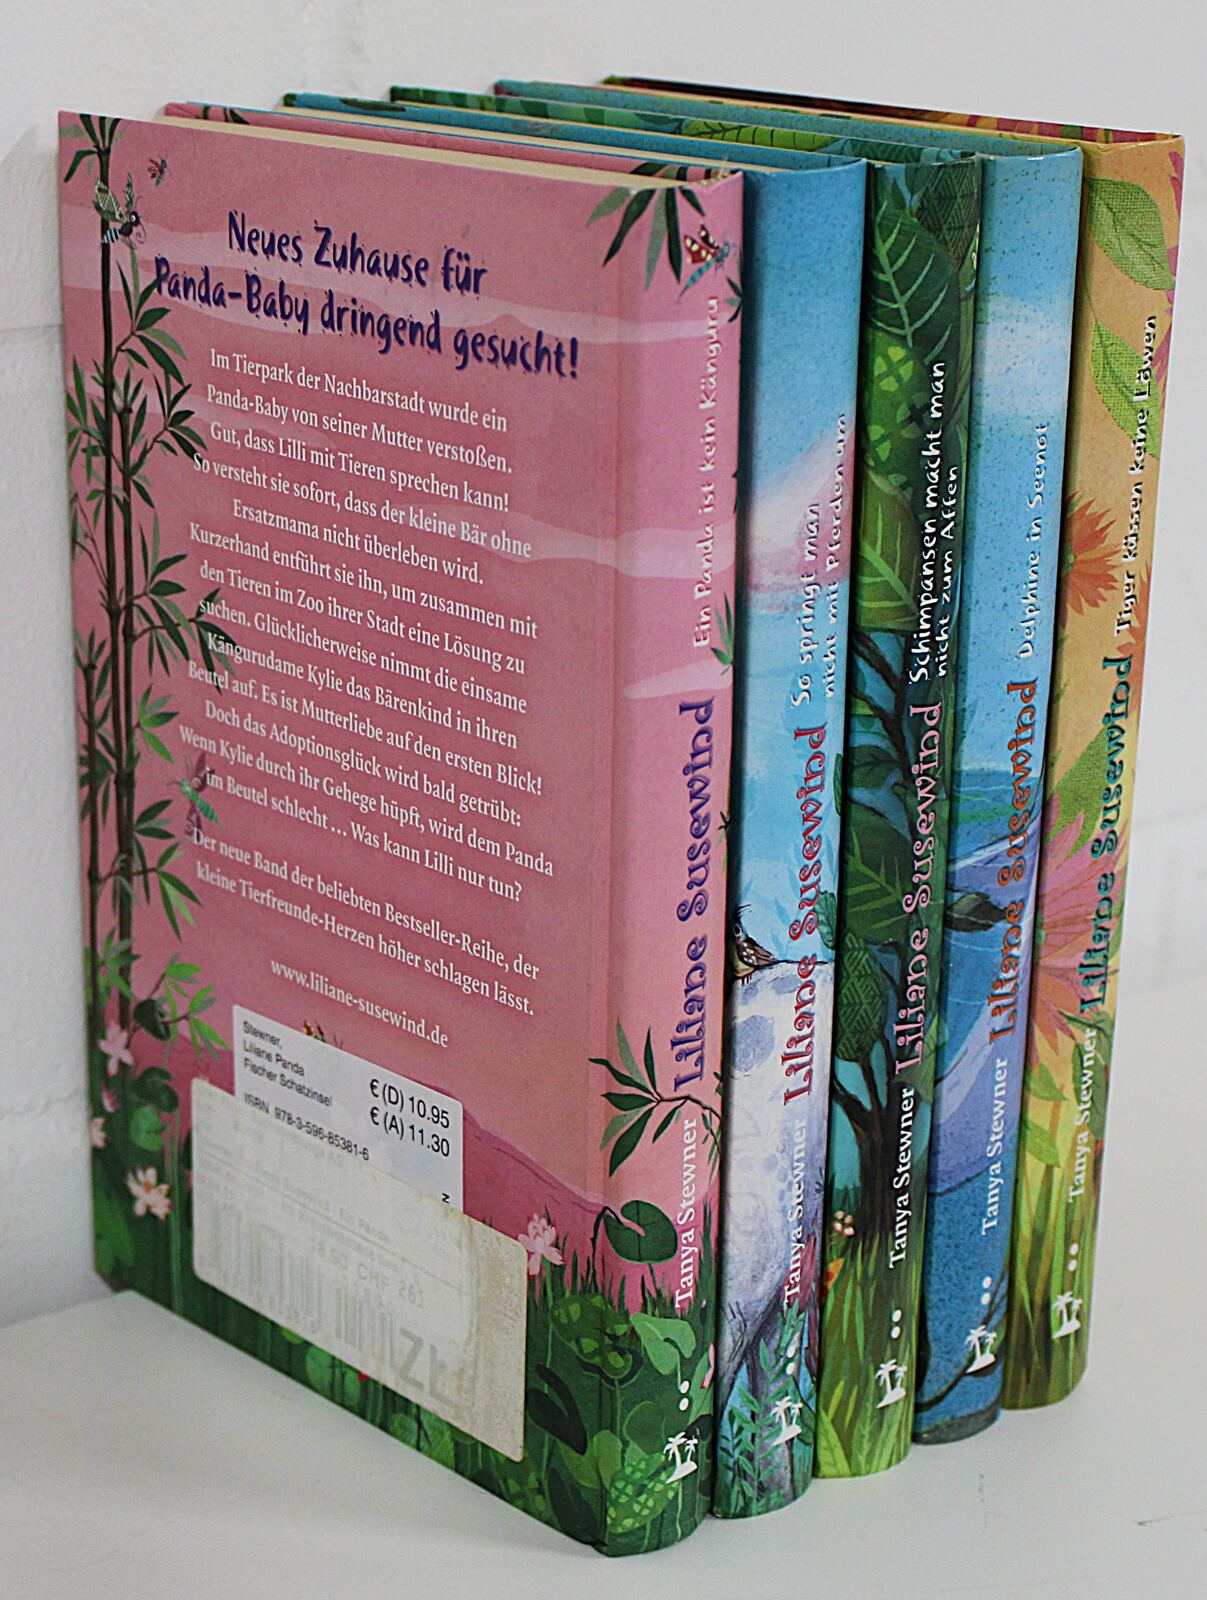 Neues Zuhause für
Panda-Baby dringend gesucht!
Im Tierpark der Nachbarstadt wurde ein
Panda-Baby von seiner Mutter verstoßen.
Gut, dass Lilli mit Tieren sprechen kann!
So versteht sie sofort, dass der kleine Bär ohne
Ersatzmama nicht überleben wird.
Kurzerhand entführt sie ihn, um zusammen mit
den Tieren im Zoo ihrer Stadt eine Lösung zu
suchen. Glücklicherweise nimmt die einsame
Kängurudame Kylie das Bärenkind in ihren
Beutel auf. Es ist Mutterliebe auf den ersten Blick!
Doch das Adoptionsglück wird bald getrübt:
Wenn Kylie durch ihr Gehege hüpft, wird dem Panda
im Beutel schlecht ... Was kann Lilli nur tun?
Der neue Band der beliebten Bestseller-Reihe, der
kleine Tierfreunde-Herzen höher schlagen lässt.
www.liliane-susewind.de
Stewner,
Liliane Panda
Fischer Schatzinsel
€ (D) 10.95
€ (A) 11.30
ISBN 978-3-596-85381-6
Tanya Stewner Liliane Susewind Ein Panda ist kein Känguru
Tanya Stewner Liliane Susewind So springt man
nicht mit Pferden um
Tanya Stewner Liliane Susewind Schimpansen macht man
nicht zum Affen
Tanya Stewner Liliane Susewind Delphine in Seenot
Tanya Stewner Liliane Susewind Tiger küssen keine Löwen